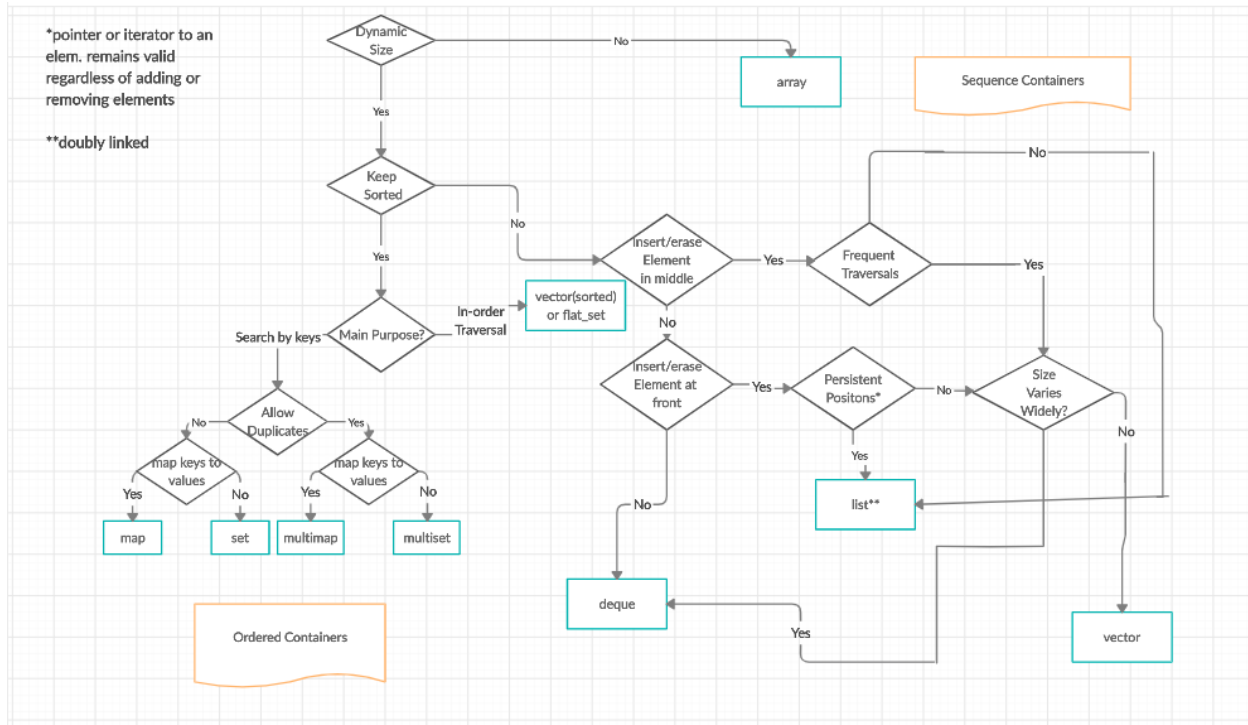 *pointer or iterator to an
elem. remains valid
regardless of adding or
removing elements
**doubly linked
Dynamic
Size
No
array
Sequence Containers
Yes
Keep
Sorted
No
No
Yes
Insert/erase
Element
in middle
Yes
Frequent
Traversals
Yes
vector(sorted)
or flat_set
In-order
Traversal
Main Purpose?
Search by keys
No
Insert/erase
Element at
front
Yes
Persistent
Positons*
No
Size
Varies
Widely?
No
Allow
Duplicates
No
Yes
map keys to
values
map keys to
values
Yes
No
Yes
No
Yes
list**
No
map
set
multimap
multiset
deque
Yes
vector
Ordered Containers